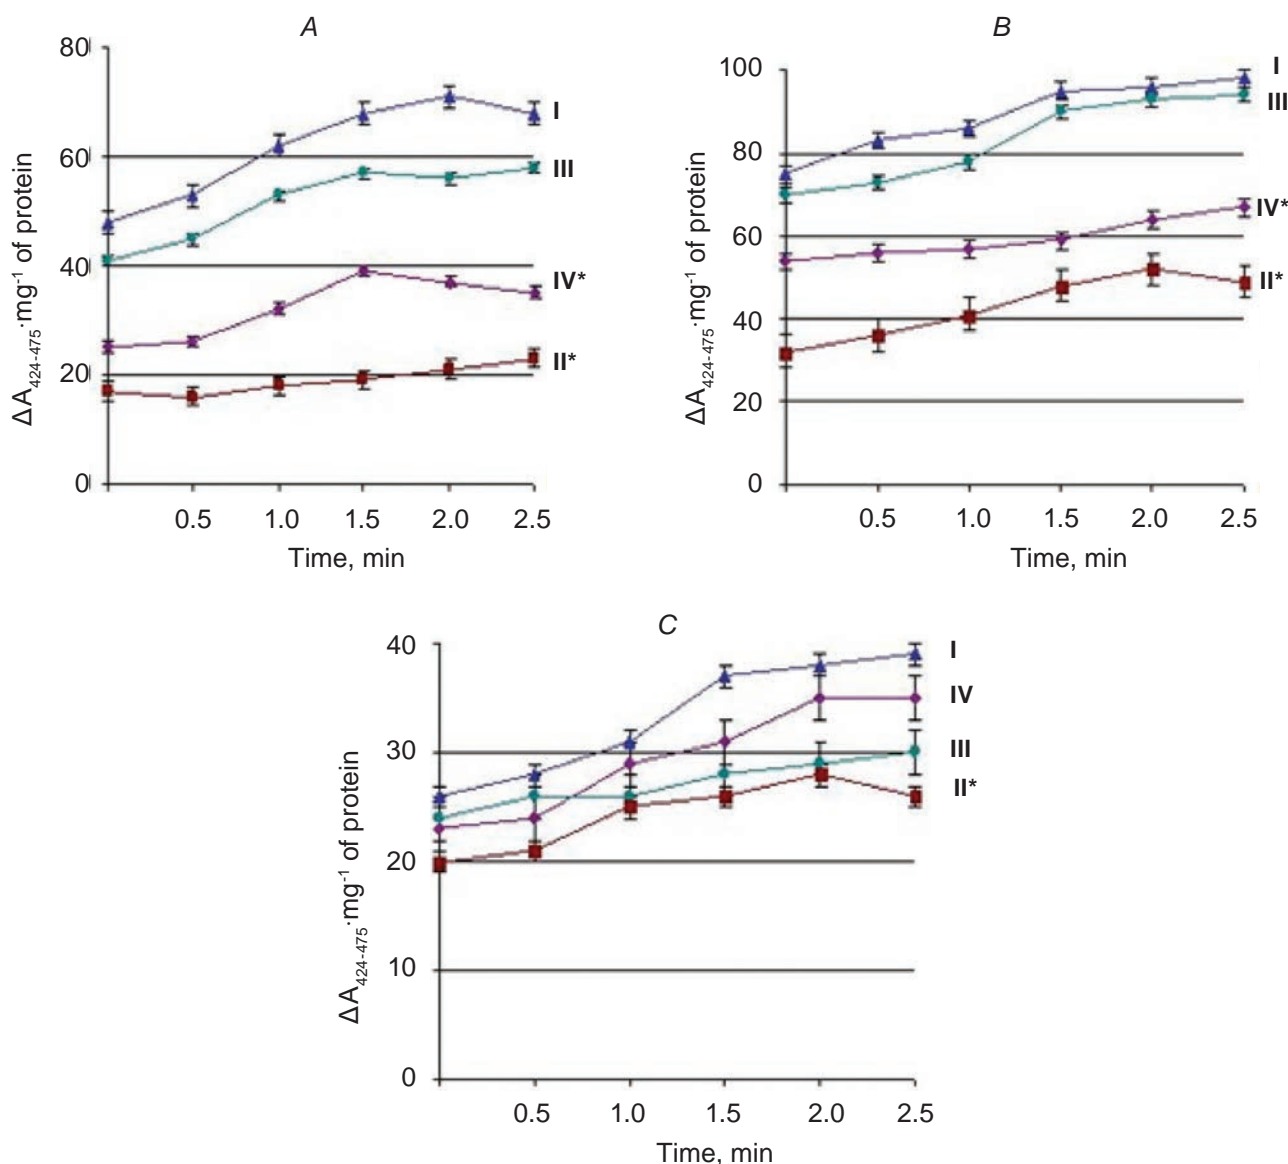 A
80
60
40
20
0
ΔA424-475·mg-1 of protein
0.5 1.0 1.5 2.0 2.5
Time, min
I
III
IV*
II*
B
100
80
60
40
20
0
ΔA424-475·mg-1 of protein
0.5 1.0 1.5 2.0 2.5
Time, min
I
III
IV*
II*
C
40
30
20
10
0
ΔA424-475·mg-1 of protein
0.5 1.0 1.5 2.0 2.5
Time, min
I
IV
III
II*